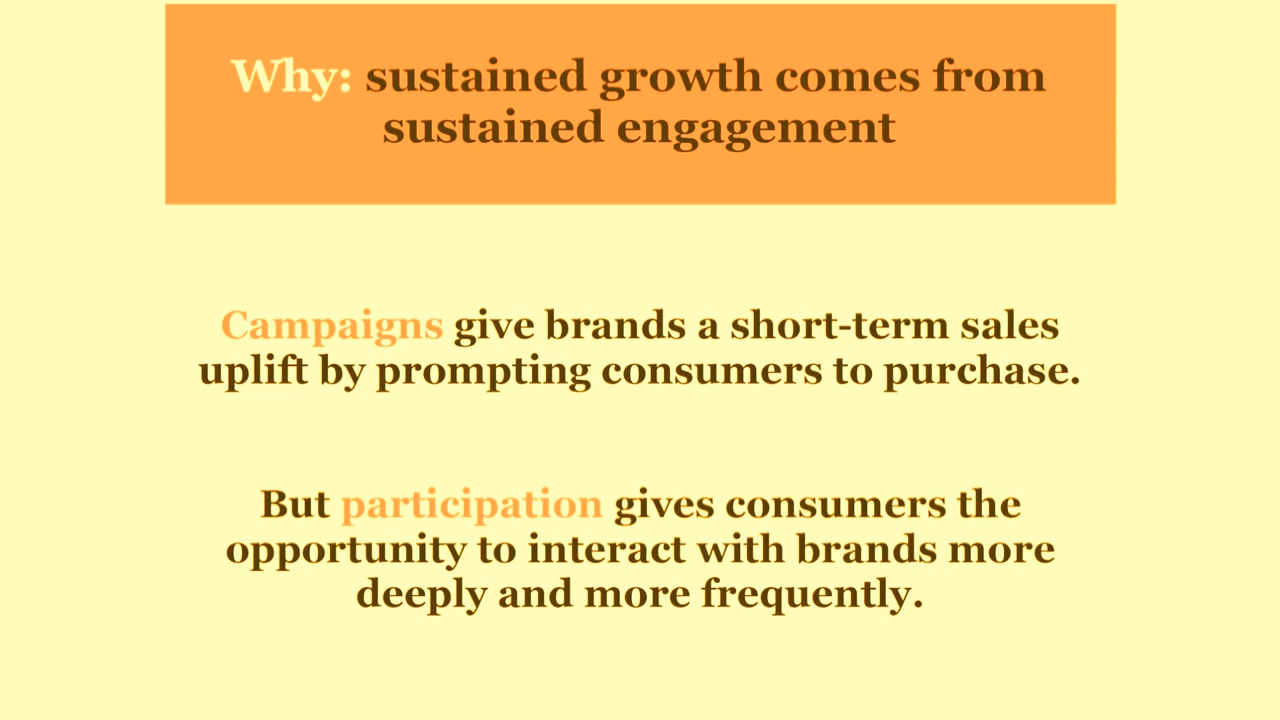 Why: sustained growth comes from
sustained engagement
Campaigns give brands a short-term sales
uplift by prompting consumers to purchase.
But participation gives consumers the
opportunity to interact with brands more
deeply and more frequently.